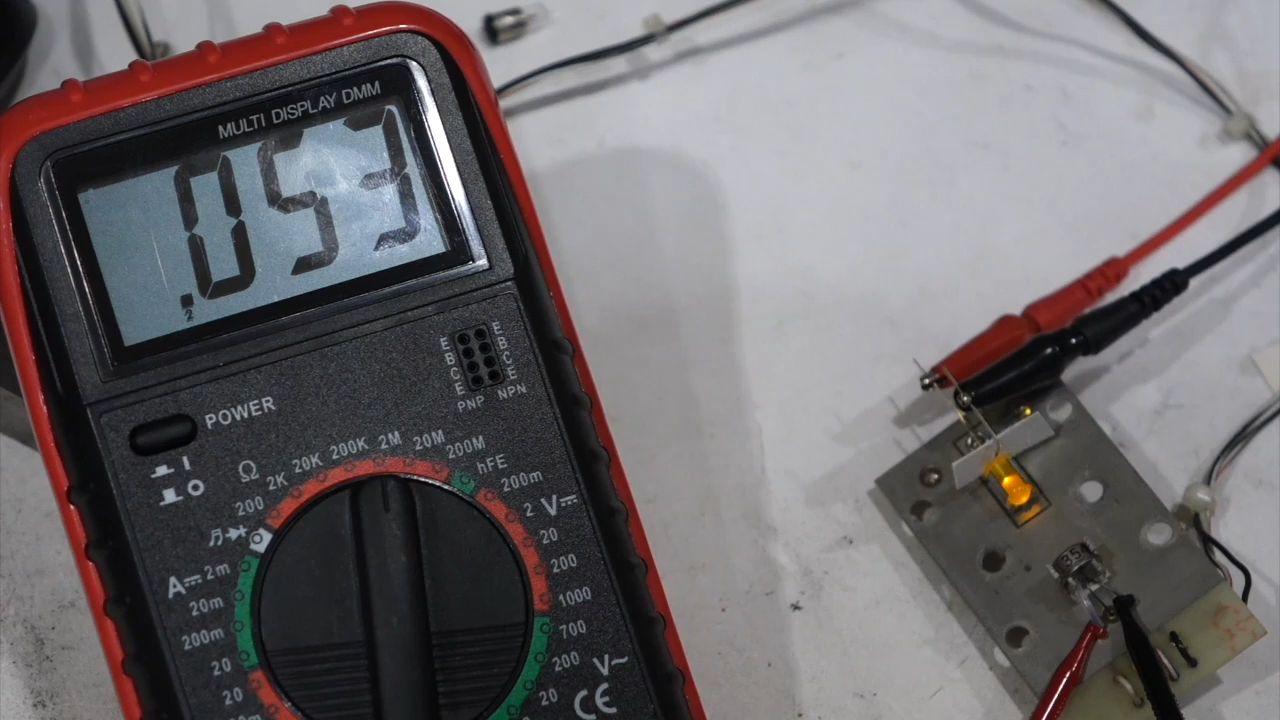 MULTI DISPLAY DMM
.053
2
POWER
I
O
E
B
C
E
E
B
C
E
PNP
NPN
Ω
200
2K
20K
200K
2M
20M
200M
hFE
200m
2
V
20
200
1000
700
200
V~
20
CE
A
2m
20m
200m
20
20
35